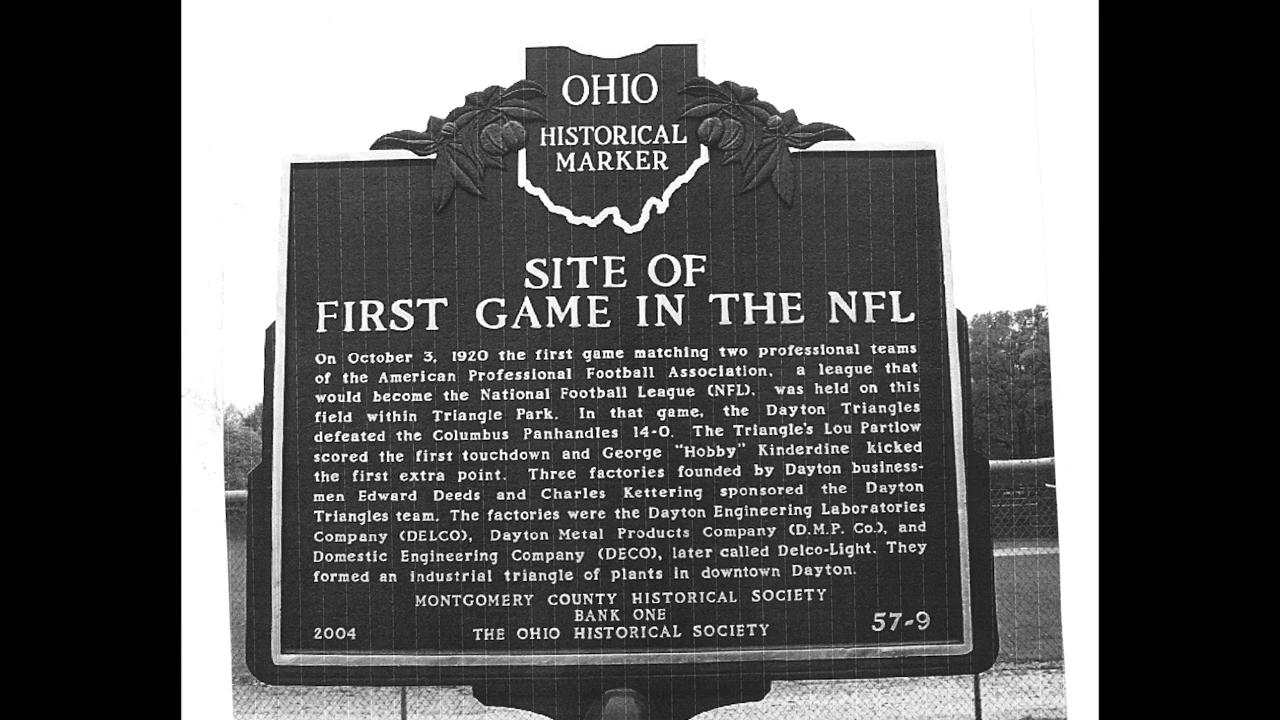 OHIO
HISTORICAL
MARKER
SITE OF
FIRST GAME IN THE NFL
On October 3, 1920 the first game matching two professional teams
of the American Professional Football Association, a league that
would become the National Football League (NFL), was held on this
field within Triangle Park. In that game, the Dayton Triangles
defeated the Columbus Panhandles 14-0. The Triangle's Lou Partlow
scored the first touchdown and George "Hobby" Kinderdine kicked
the first extra point. Three factories founded by Dayton business-
men Edward Deeds and Charles Kettering sponsored the Dayton
Triangles team. The factories were the Dayton Engineering Laboratories
Company (DELCO), Dayton Metal Products Company (D.M.P. Co.), and
Domestic Engineering Company (DECO), later called Delco-Light. They
formed an industrial triangle of plants in downtown Dayton.
MONTGOMERY COUNTY HISTORICAL SOCIETY
BANK ONE
THE OHIO HISTORICAL SOCIETY
2004
57-9